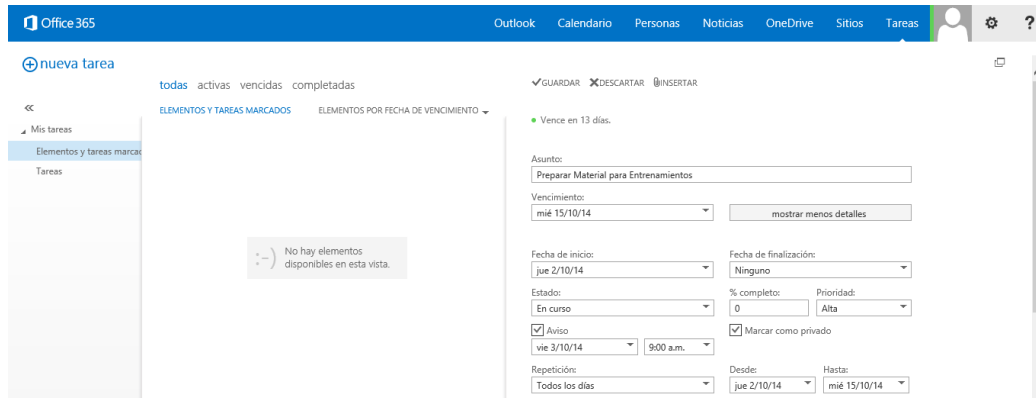 Office 365
Outlook Calendario Personas Noticias OneDrive Sitios Tareas ?
nueva tarea
«
Mis tareas
Elementos y tareas marcad
Tareas
todas activas vencidas completadas
ELEMENTOS Y TAREAS MARCADOS ELEMENTOS POR FECHA DE VENCIMIENTO
:-) No hay elementos
disponibles en esta vista.
GUARDAR DESCARTAR INSERTAR
Vence en 13 días.
Asunto:
Preparar Material para Entrenamientos
Vencimiento:
mié 15/10/14 mostrar menos detalles
Fecha de inicio: Fecha de finalización:
jue 2/10/14 Ninguno
Estado: % completo: Prioridad:
En curso 0 Alta
Aviso Marcar como privado
vie 3/10/14 9:00 a.m.
Repetición: Desde: Hasta:
Todos los días jue 2/10/14 mié 15/10/14